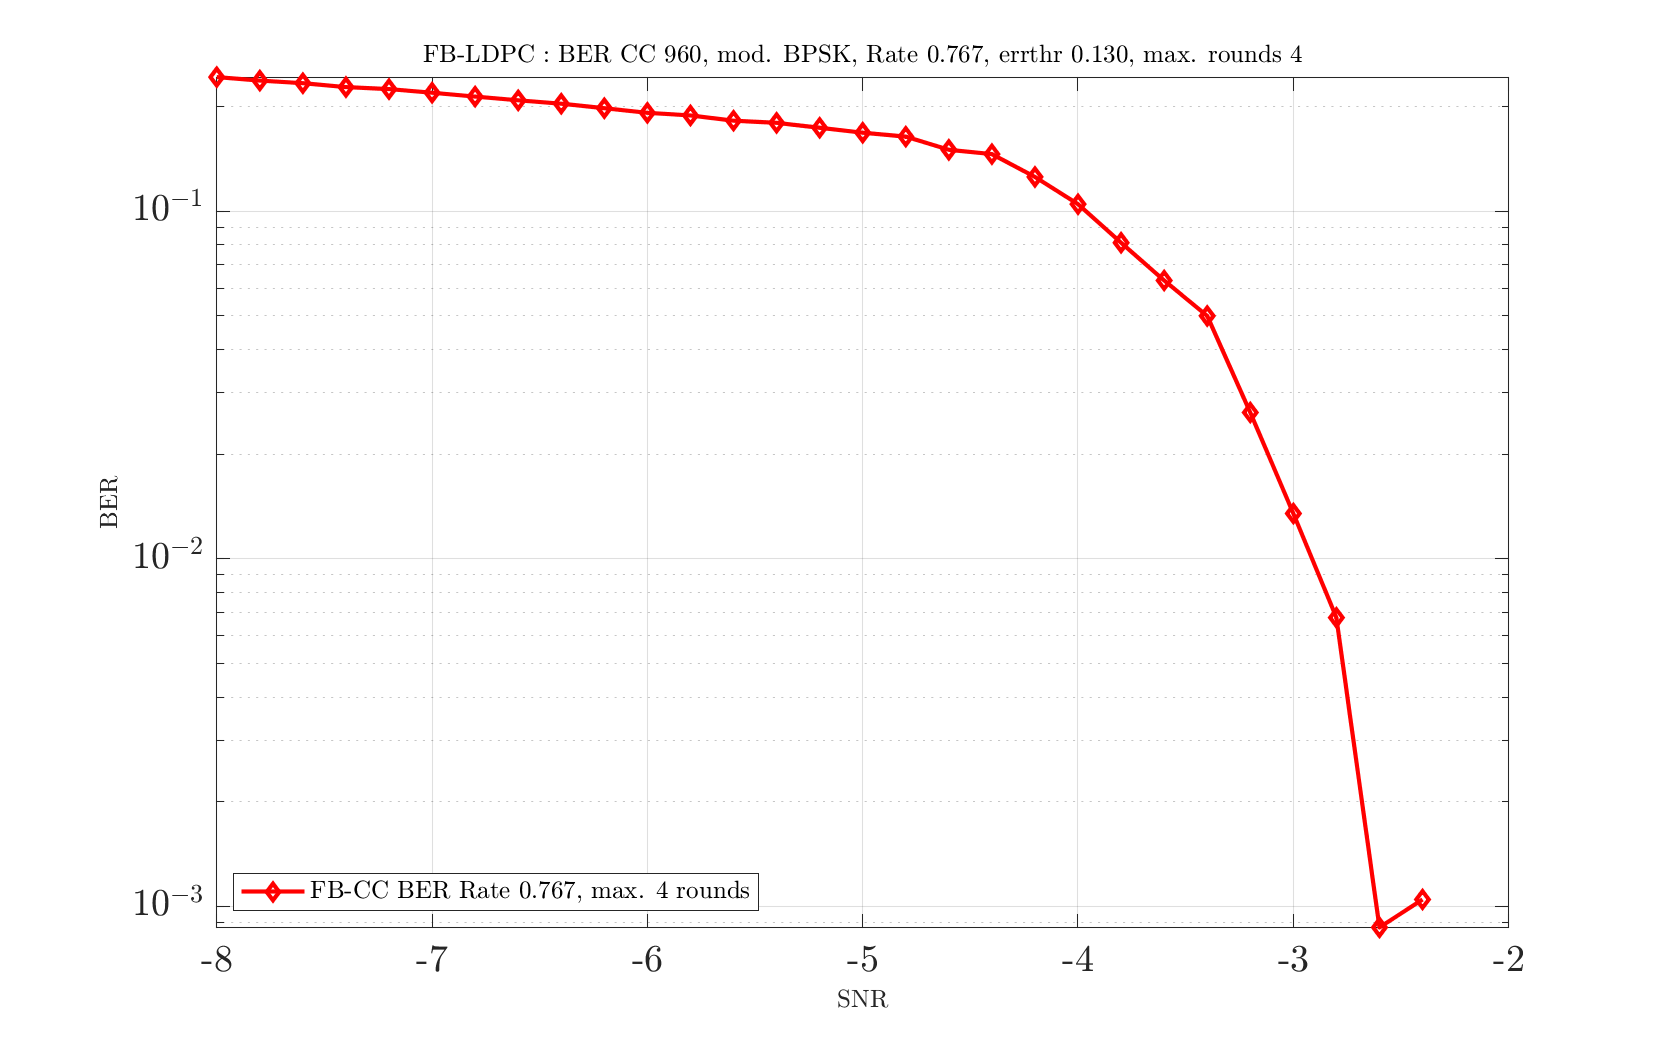 FB-LDPC : BER CC 960, mod. BPSK, Rate 0.767, errthr 0.130, max. rounds 4
10⁻¹
10⁻²
10⁻³
BER
FB-CC BER Rate 0.767, max. 4 rounds
-8 -7 -6 -5 -4 -3 -2
SNR